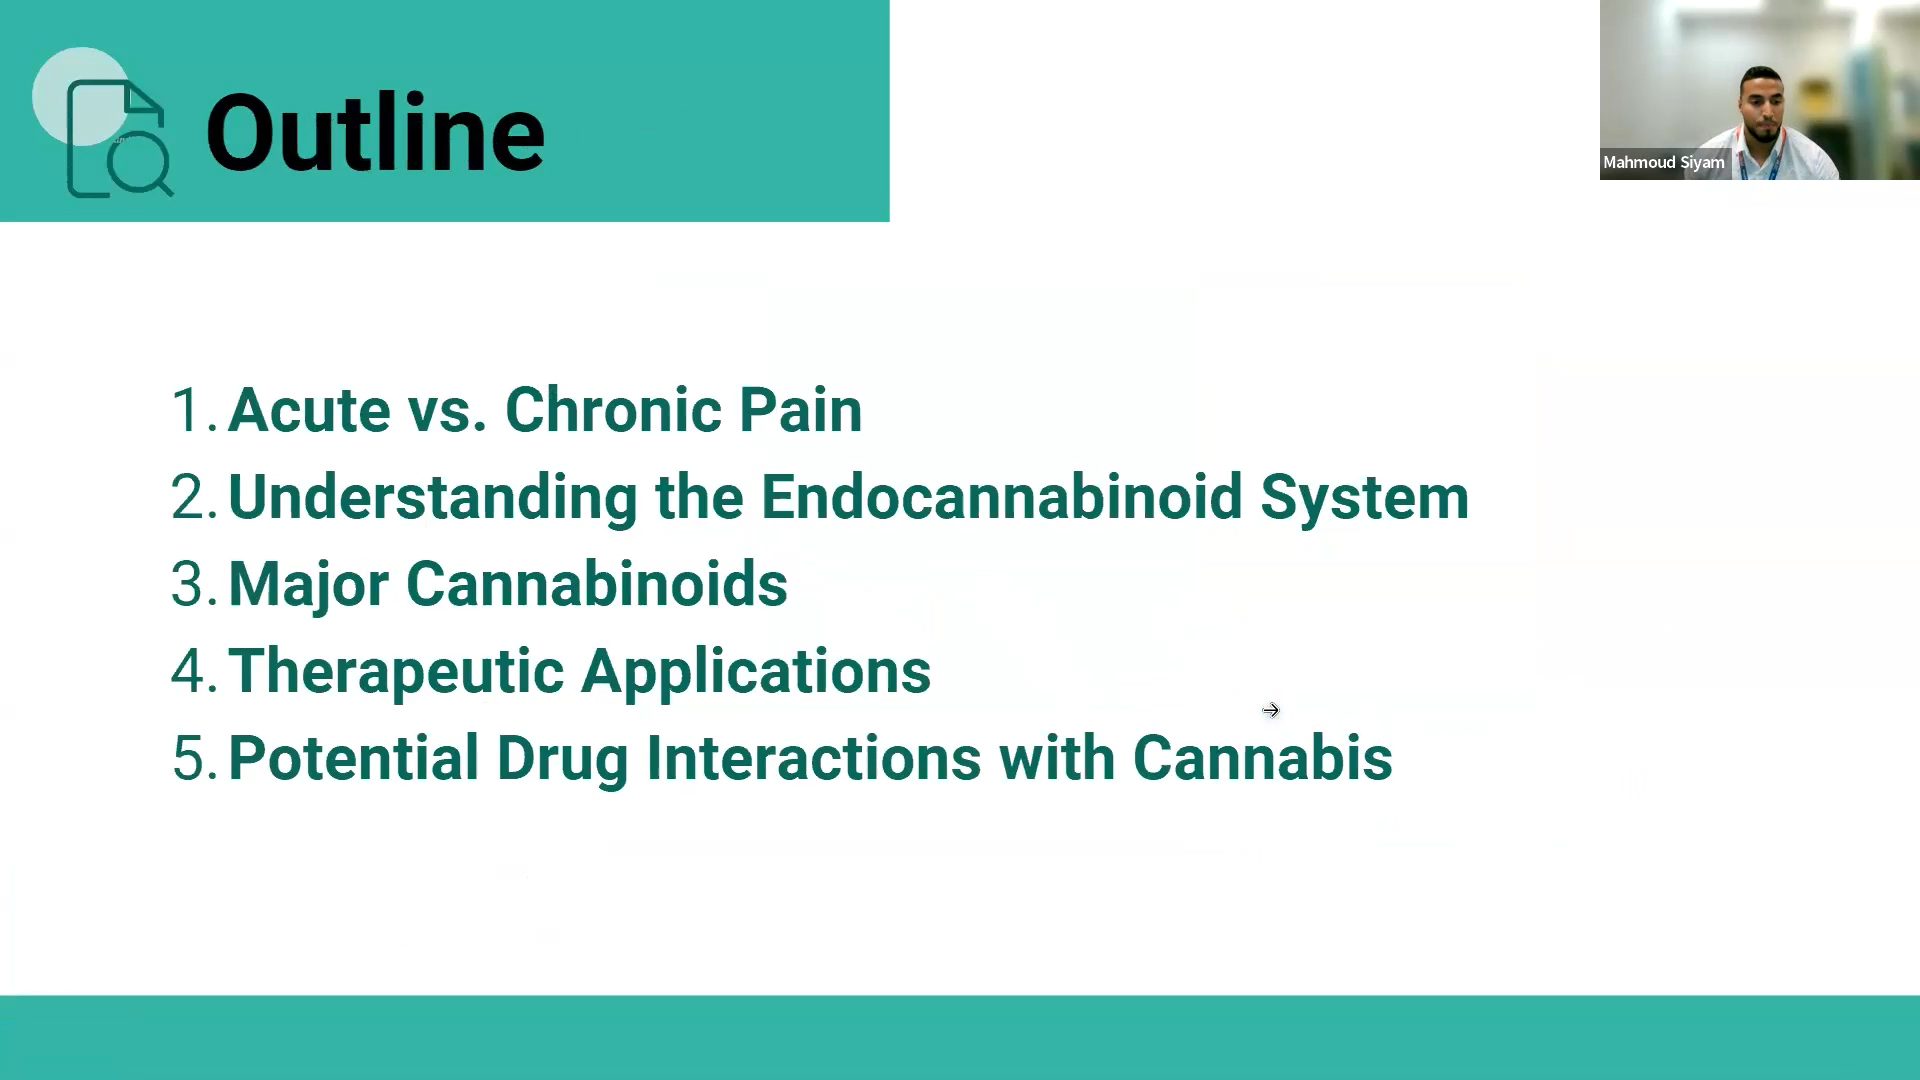 Outline
Mahmoud Siyam
1. Acute vs. Chronic Pain
2. Understanding the Endocannabinoid System
3. Major Cannabinoids
4. Therapeutic Applications
5. Potential Drug Interactions with Cannabis